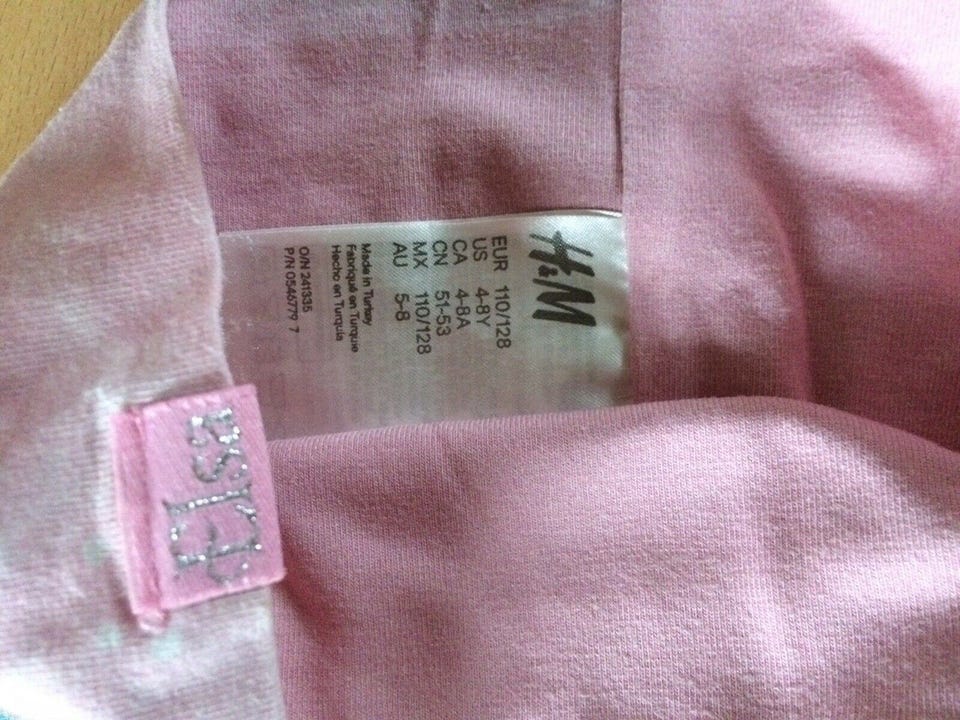 H&M
EUR 110/128
US 4-8Y
CA 4-8A
CN 51-53
MX 110/128
AU 5-8
Made in Turkey
Fabriqué en Turquie
Hecho en Turquía
O/N 241335
P/N 0546779 7
Elsa